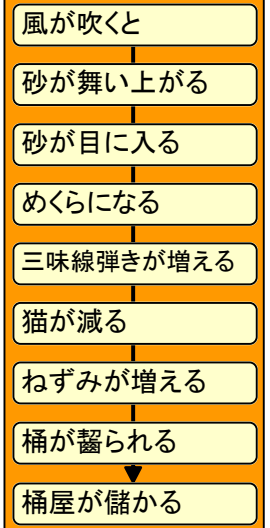 風が吹くと
砂が舞い上がる
砂が目に入る
めくらになる
三味線弾きが増える
猫が減る
ねずみが増える
桶が齧られる
桶屋が儲かる